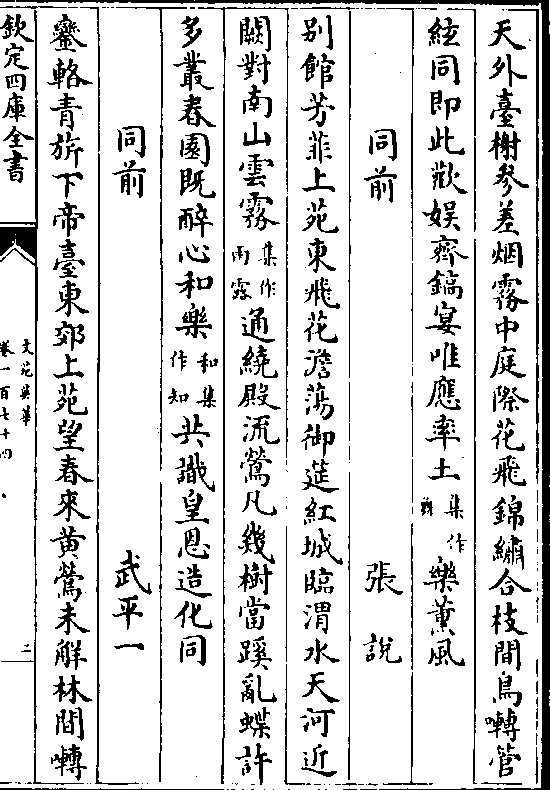 天外臺榭參差烟霧中庭際花飛錦繡合枝間鳥囀管
絃同即此歡娛齊鎬宴唯應率土集作樂薫風
同前 張說
別館芳菲上苑東飛花澹蕩御筵紅城臨渭水天河近
闕對南山雲霧集作雨露通繞殿流鶯凡幾樹當蹊亂蝶許
多叢春園既醉心和樂和集作知共識皇恩造化同
同前 武平一
鑾輅青旂下帝臺東郊上苑望春來黃鶯未解林間囀
欽定四庫全書
文苑英華
卷一百七十四
二